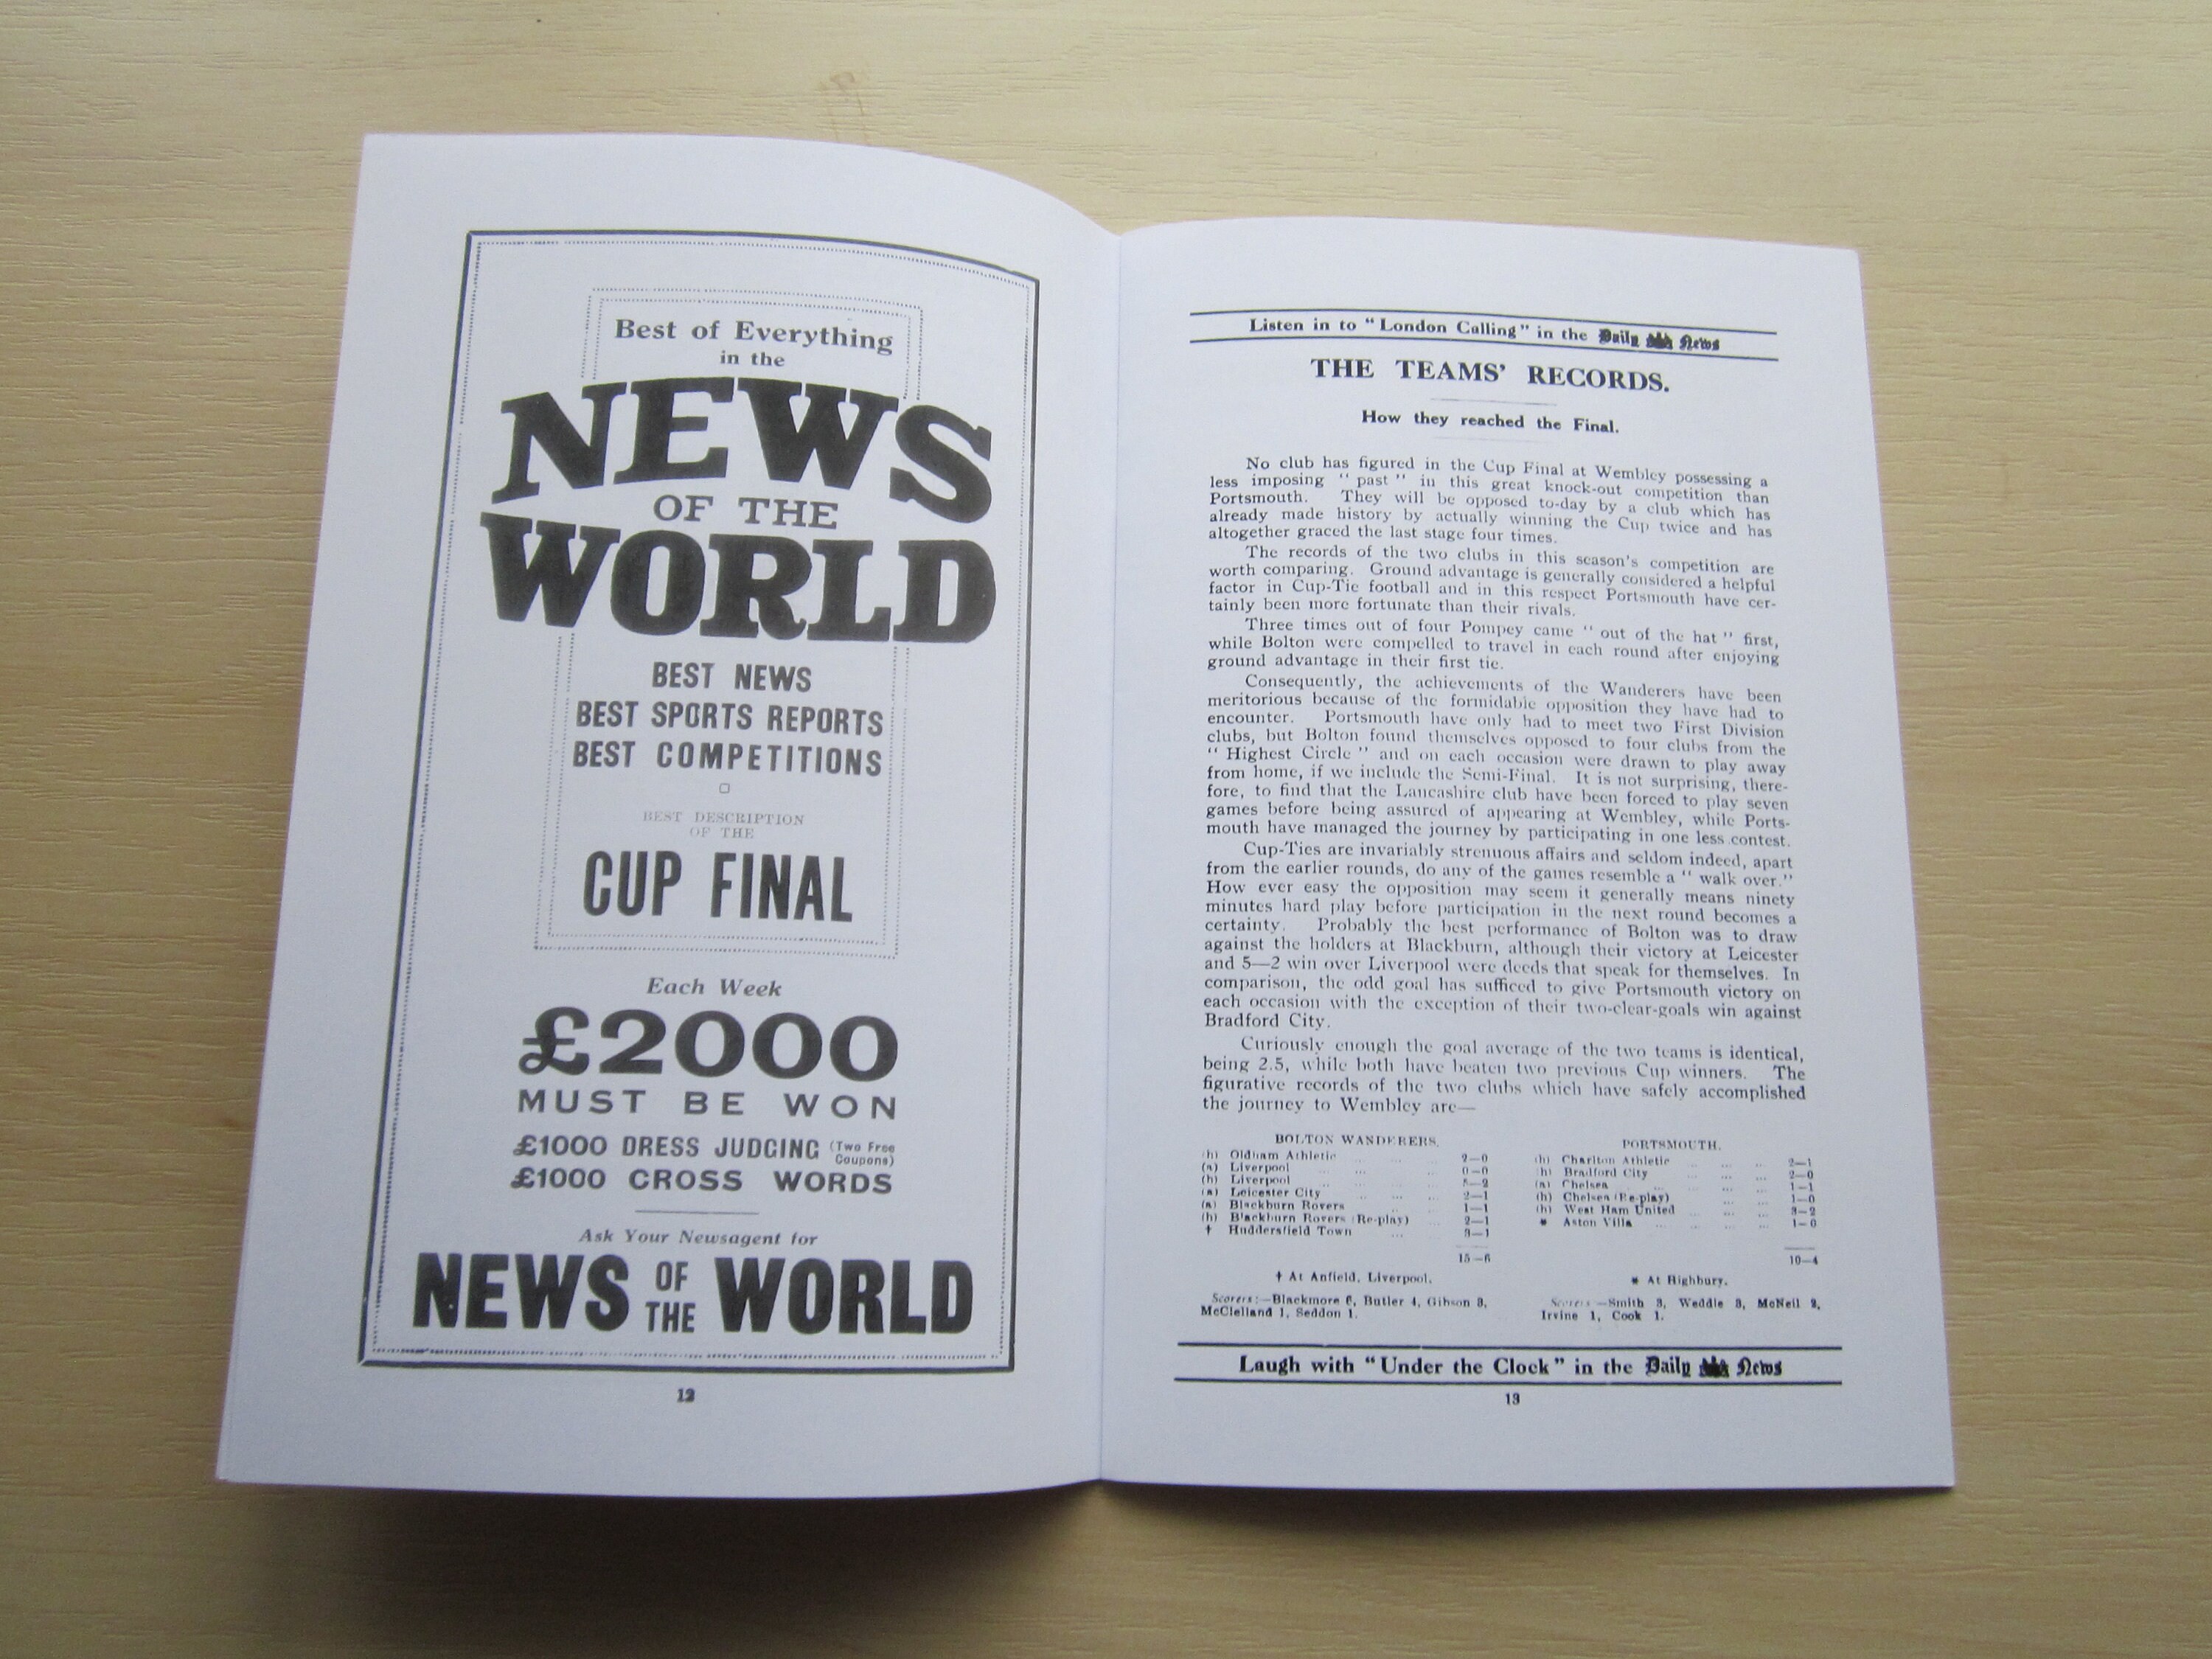 Best of Everything
in the
NEWS
OF THE
WORLD
BEST NEWS
BEST SPORTS REPORTS
BEST COMPETITIONS
BEST DESCRIPTION
OF THE
CUP FINAL
Each Week
£2000
MUST BE WON
£1000 DRESS JUDGING (Two Free Coupons)
£1000 CROSS WORDS
Ask Your Newsagent for
NEWS OF THE WORLD
12
Listen in to "London Calling" in the Daily News
THE TEAMS' RECORDS.
How they reached the Final.
No club has figured in the Cup Final at Wembley possessing a
less imposing "past" in this great knock-out competition than
Portsmouth. They will be opposed to-day by a club which has
already made history by actually winning the Cup twice and has
altogether graced the last stage four times.
The records of the two clubs in this season's competition are
worth comparing. Ground advantage is generally considered a helpful
factor in Cup-Tie football and in this respect Portsmouth have cer-
tainly been more fortunate than their rivals.
Three times out of four Pompey came "out of the hat" first,
while Bolton were compelled to travel in each round after enjoying
ground advantage in their first tie.
Consequently, the achievements of the Wanderers have been
meritorious because of the formidable opposition they have had to
encounter. Portsmouth have only had to meet two First Division
clubs, but Bolton found themselves opposed to four clubs from the
"Highest Circle" and on each occasion were drawn to play away
from home, if we include the Semi-Final. It is not surprising, there-
fore, to find that the Lancashire club have been forced to play seven
games before being assured of appearing at Wembley, while Ports-
mouth have managed the journey by participating in one less contest.
Cup-Ties are invariably strenuous affairs and seldom indeed, apart
from the earlier rounds, do any of the games resemble a "walk over."
How ever easy the opposition may seem it generally means ninety
minutes hard play before participation in the next round becomes a
certainty. Probably the best performance of Bolton was to draw
against the holders at Blackburn, although their victory at Leicester
and 5—2 win over Liverpool were deeds that speak for themselves. In
comparison, the odd goal has sufficed to give Portsmouth victory on
each occasion with the exception of their two-clear-goals win against
Bradford City.
Curiously enough the goal average of the two teams is identical,
being 2.5, while both have beaten two previous Cup winners. The
figurative records of the two clubs which have safely accomplished
the journey to Wembley are—
BOLTON WANDERERS.
(h) Oldham Athletic ... 2—0
(a) Liverpool ... 0—0
(h) Liverpool ... 5—2
(a) Leicester City ... 2—1
(a) Blackburn Rovers ... 1—1
(h) Blackburn Rovers (Re-play) 2—1
† Huddersfield Town ... 3—1
15—6
† At Anfield, Liverpool.
Scorers:—Blackmore 6, Butler 4, Gibson 3,
McClelland 1, Seddon 1.
PORTSMOUTH.
(h) Charlton Athletic ... 2—1
(h) Bradford City ... 2—0
(a) Chelsea ... 1—1
(h) Chelsea (Re-play) ... 1—0
(h) West Ham United ... 3—2
* Aston Villa ... 1—0
10—4
* At Highbury.
Scorers—Smith 3, Weddle 3, McNeil 2,
Irvine 1, Cook 1.
Laugh with "Under the Clock" in the Daily News
13